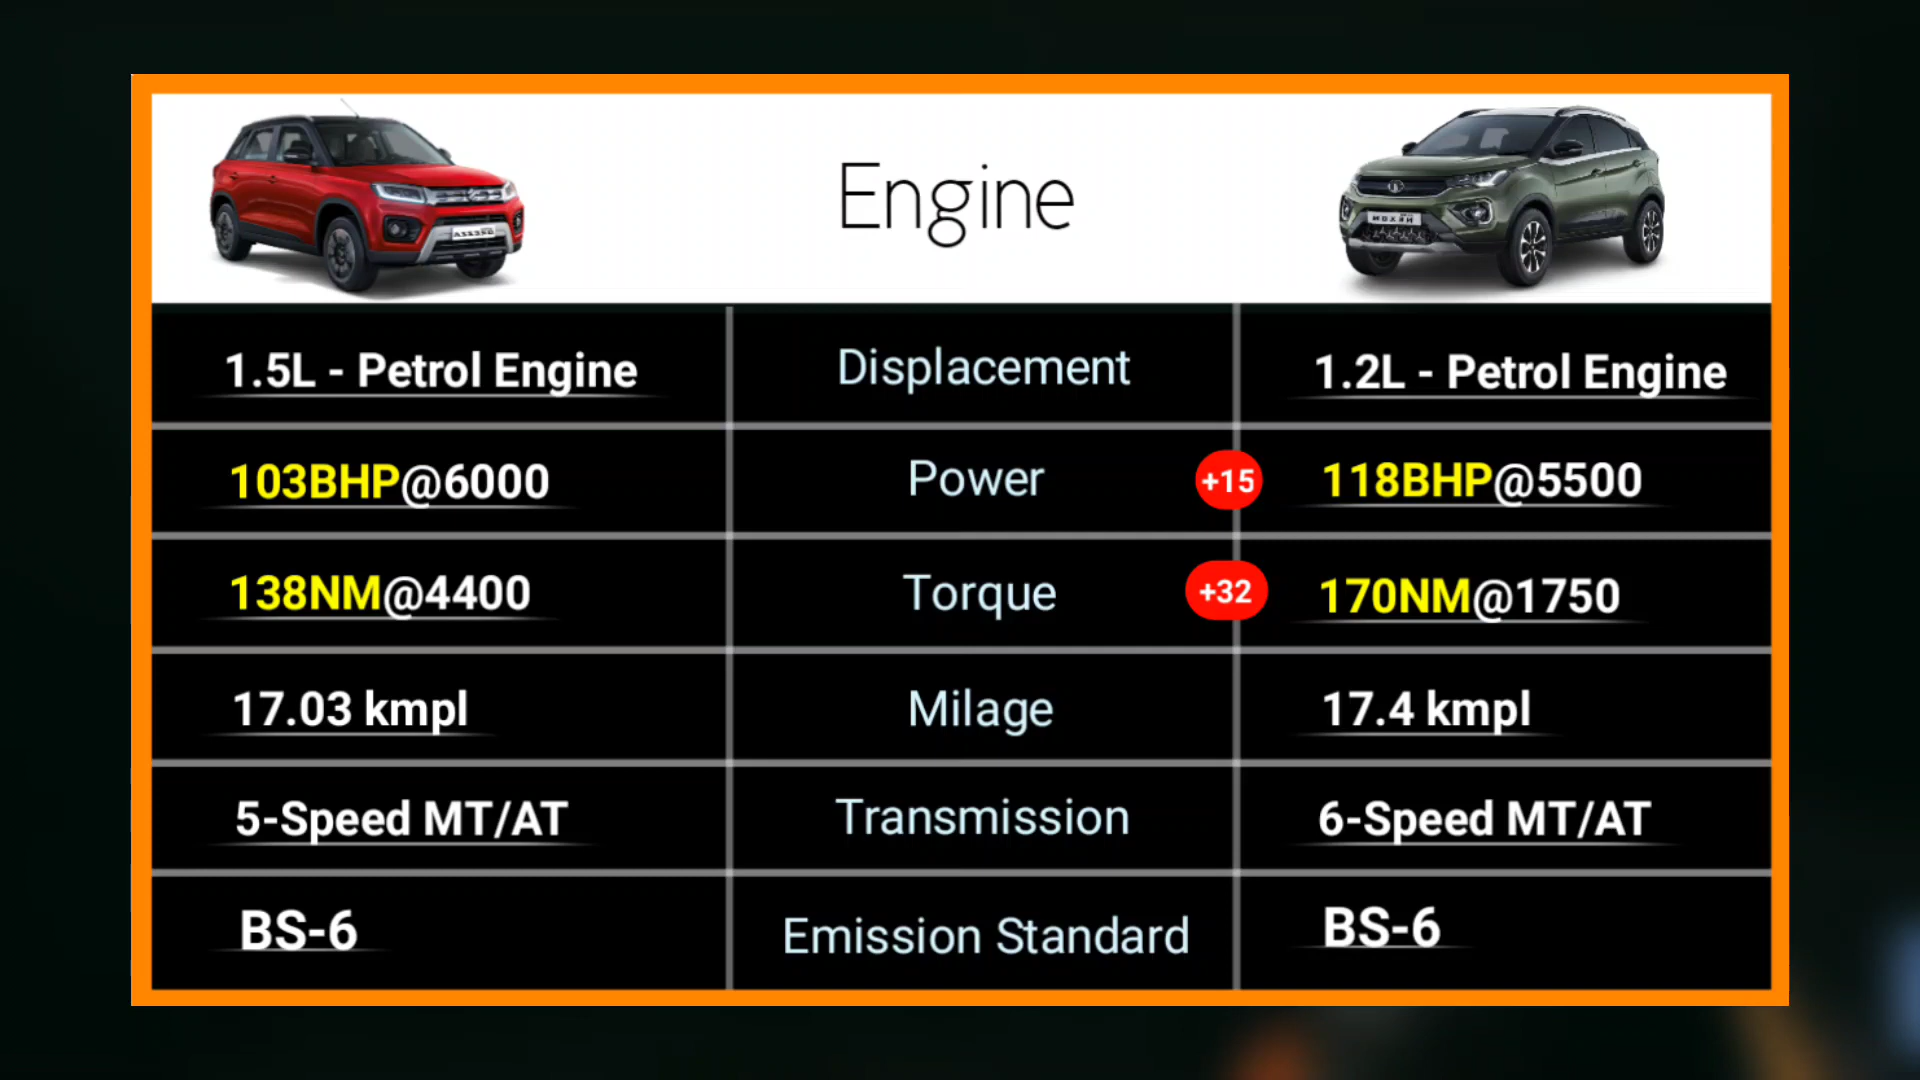 Engine
1.5L - Petrol Engine Displacement 1.2L - Petrol Engine
103BHP@6000 Power +15 118BHP@5500
138NM@4400 Torque +32 170NM@1750
17.03 kmpl Milage 17.4 kmpl
5-Speed MT/AT Transmission 6-Speed MT/AT
BS-6 Emission Standard BS-6